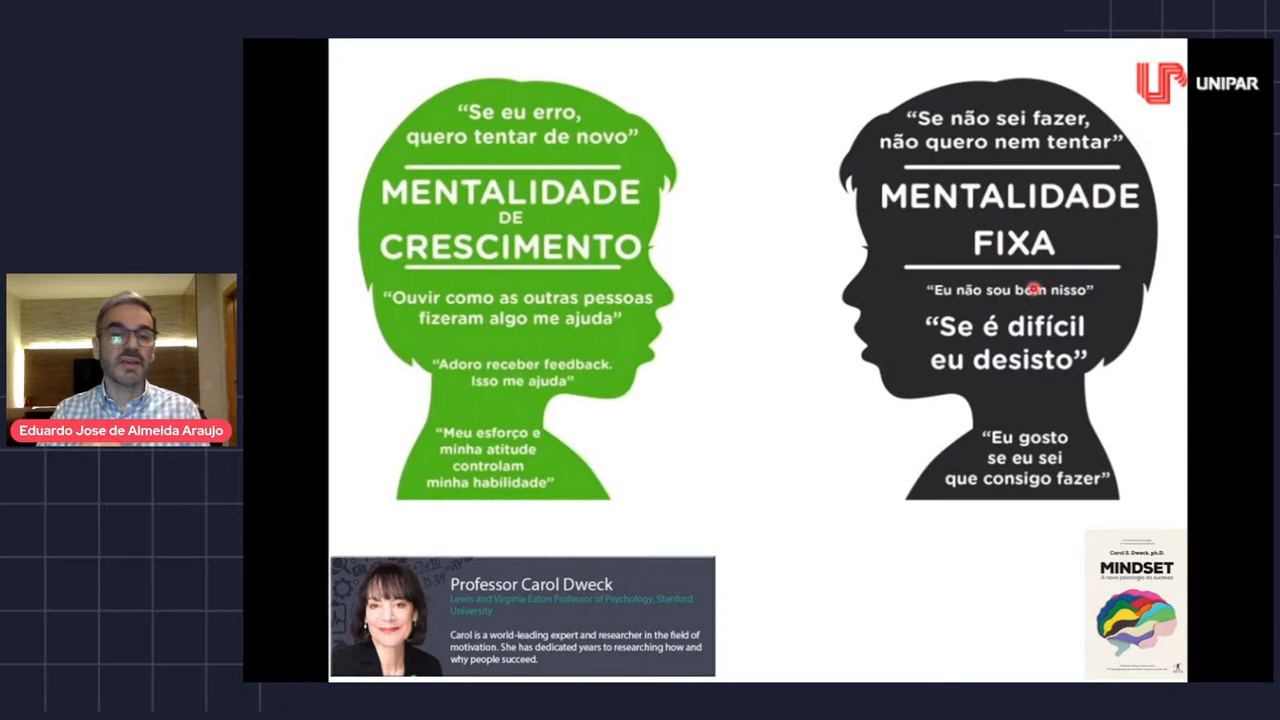 UNIPAR
“Se eu erro,
quero tentar de novo”
MENTALIDADE
DE
CRESCIMENTO
“Ouvir como as outras pessoas
fizeram algo me ajuda”
“Adoro receber feedback.
Isso me ajuda”
“Meu esforço e
minha atitude
controlam
minha habilidade”
“Se não sei fazer,
não quero nem tentar”
MENTALIDADE
FIXA
“Eu não sou bom nisso”
“Se é difícil
eu desisto”
“Eu gosto
se eu sei
que consigo fazer”
Eduardo Jose de Almeida Araujo
Professor Carol Dweck
Lewis and Virginia Eaton Professor of Psychology, Stanford
University
Carol is a world-leading expert and researcher in the field of
motivation. She has dedicated years to researching how and
why people succeed.
Carol S. Dweck, ph.D.
MINDSET
A nova psicologia do sucesso